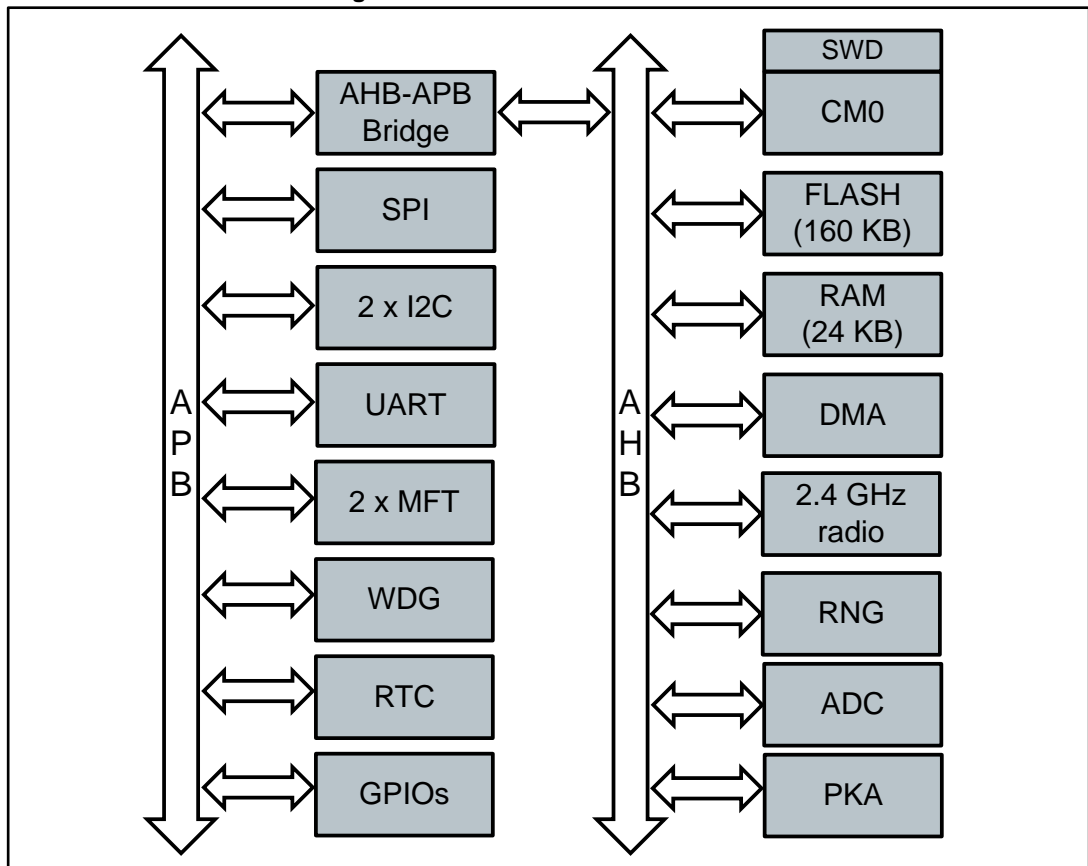 A
P
B
AHB-APB
Bridge
SPI
2 x I2C
UART
2 x MFT
WDG
RTC
GPIOs
A
H
B
SWD
CM0
FLASH
(160 KB)
RAM
(24 KB)
DMA
2.4 GHz
radio
RNG
ADC
PKA